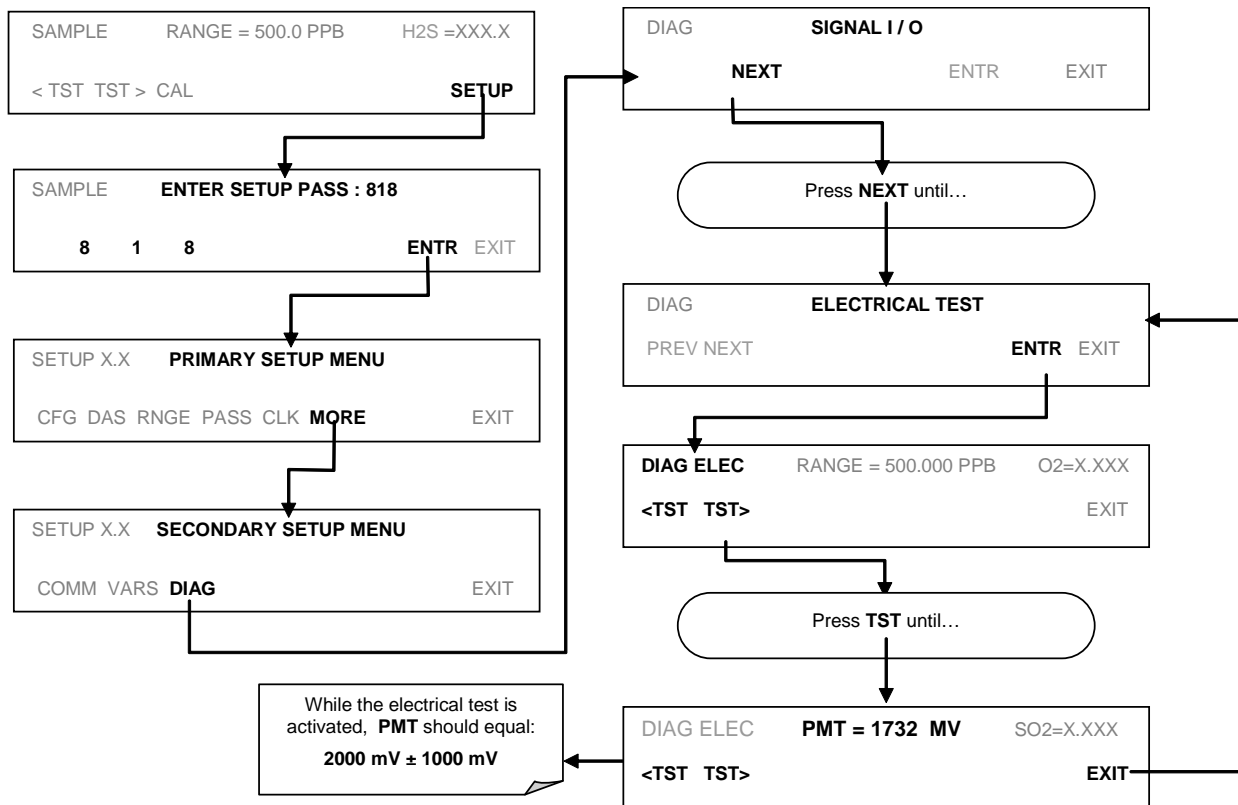 SAMPLE RANGE = 500.0 PPB H2S =XXX.X
< TST TST > CAL SETUP
SAMPLE ENTER SETUP PASS : 818
8 1 8 ENTR EXIT
SETUP X.X PRIMARY SETUP MENU
CFG DAS RNGE PASS CLK MORE EXIT
SETUP X.X SECONDARY SETUP MENU
COMM VARS DIAG EXIT
DIAG SIGNAL I / O
NEXT ENTR EXIT
Press NEXT until…
DIAG ELECTRICAL TEST
PREV NEXT ENTR EXIT
DIAG ELEC RANGE = 500.000 PPB O2=X.XXX
<TST TST> EXIT
Press TST until…
DIAG ELEC PMT = 1732 MV SO2=X.XXX
<TST TST> EXIT
While the electrical test is
activated, PMT should equal:
2000 mV ± 1000 mV